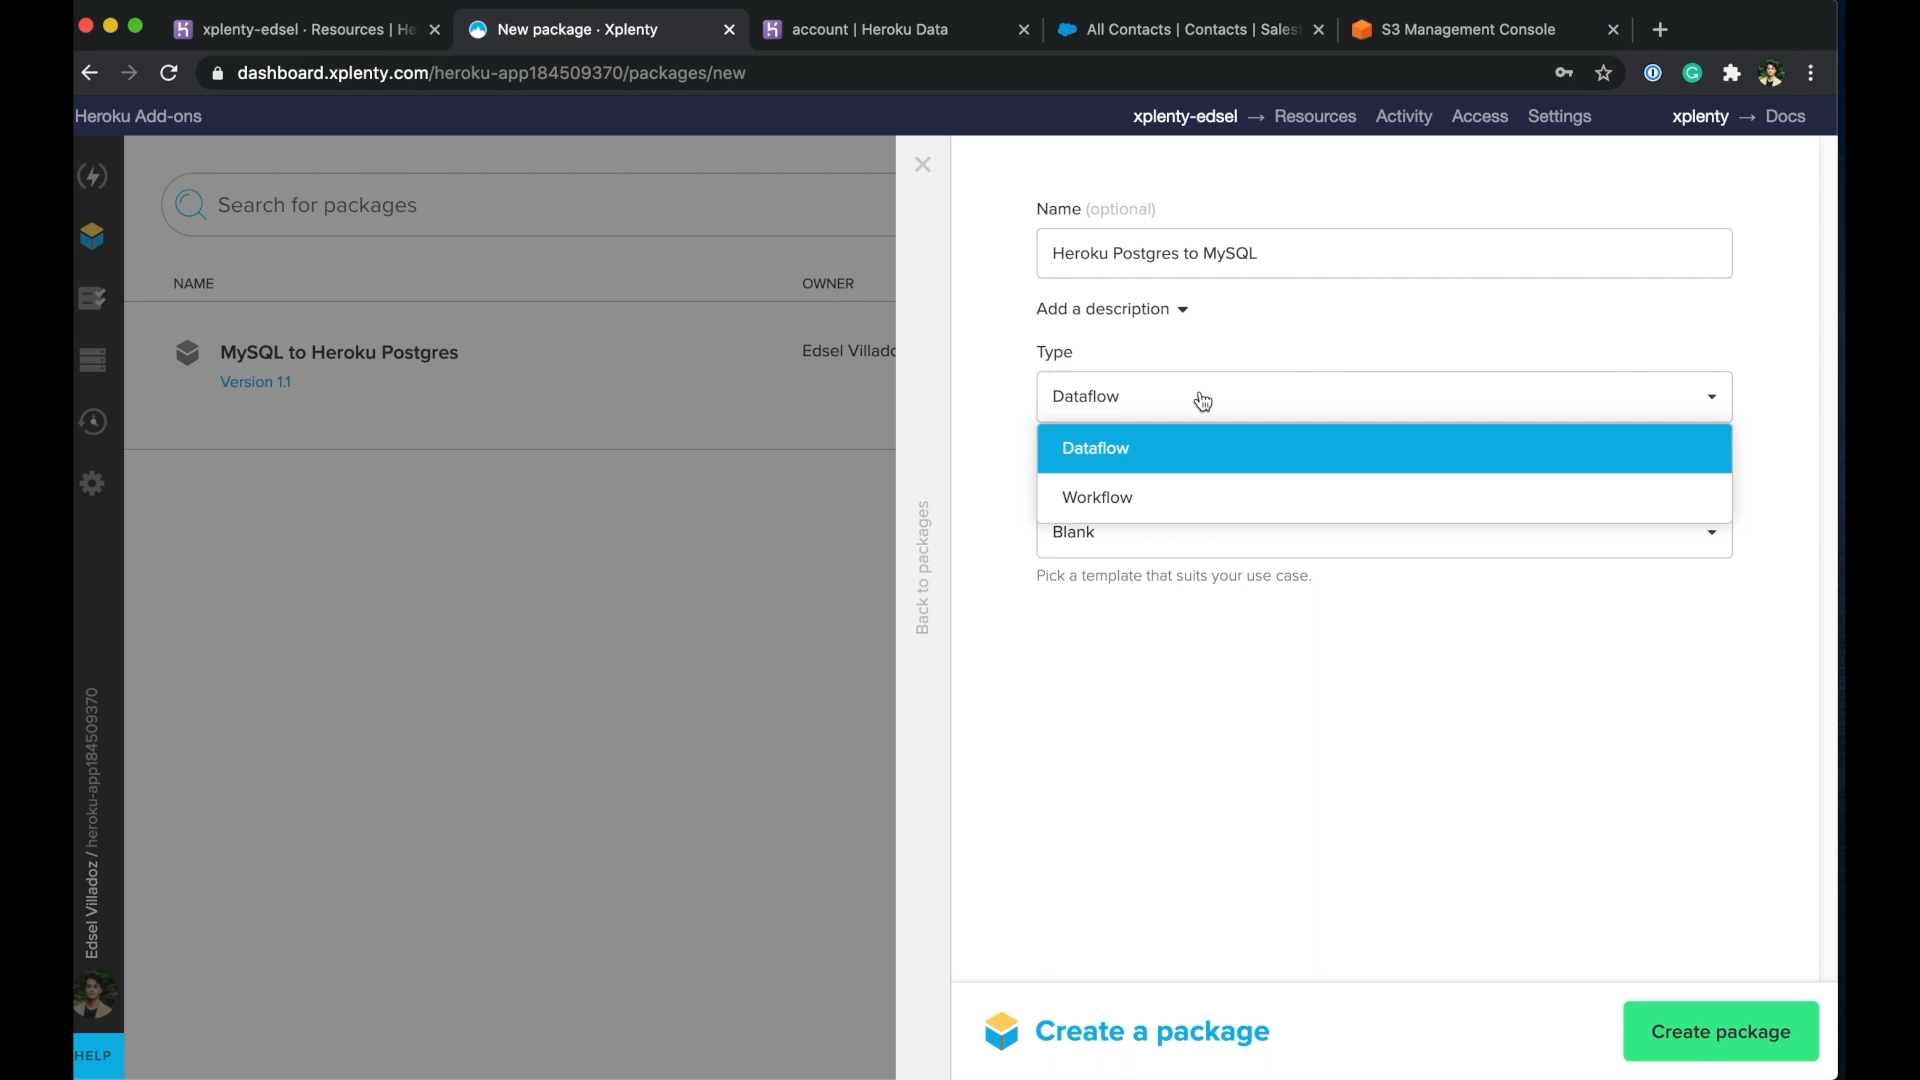 xplenty-edsel · Resources | He
New package · Xplenty
account | Heroku Data
All Contacts | Contacts | Sales
S3 Management Console
dashboard.xplenty.com/heroku-app184509370/packages/new
Heroku Add-ons
xplenty-edsel → Resources Activity Access Settings
xplenty → Docs
Search for packages
NAME
OWNER
MySQL to Heroku Postgres
Edsel Villado
Version 1.1
Edsel Villadoz / heroku-app184509370
HELP
Back to packages
Name (optional)
Heroku Postgres to MySQL
Add a description
Type
Dataflow
Dataflow
Workflow
Blank
Pick a template that suits your use case.
Create a package
Create package